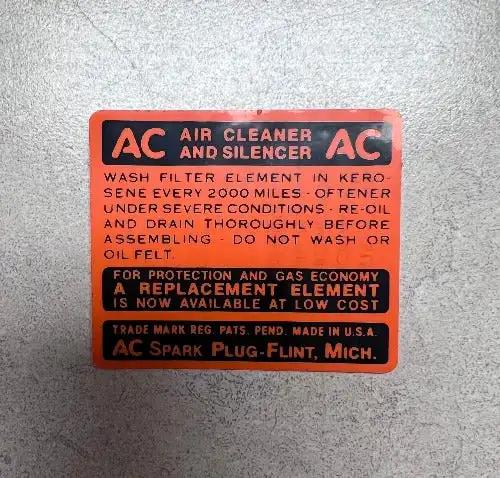 AC AIR CLEANER AC
AND SILENCER
WASH FILTER ELEMENT IN KERO-
SENE EVERY 2000 MILES - OFTENER
UNDER SEVERE CONDITIONS - RE-OIL
AND DRAIN THOROUGHLY BEFORE
ASSEMBLING - DO NOT WASH OR
OIL FELT.
FOR PROTECTION AND GAS ECONOMY
A REPLACEMENT ELEMENT
IS NOW AVAILABLE AT LOW COST
TRADE MARK REG. PATS. PEND. MADE IN U.S.A.
AC SPARK PLUG-FLINT, MICH.